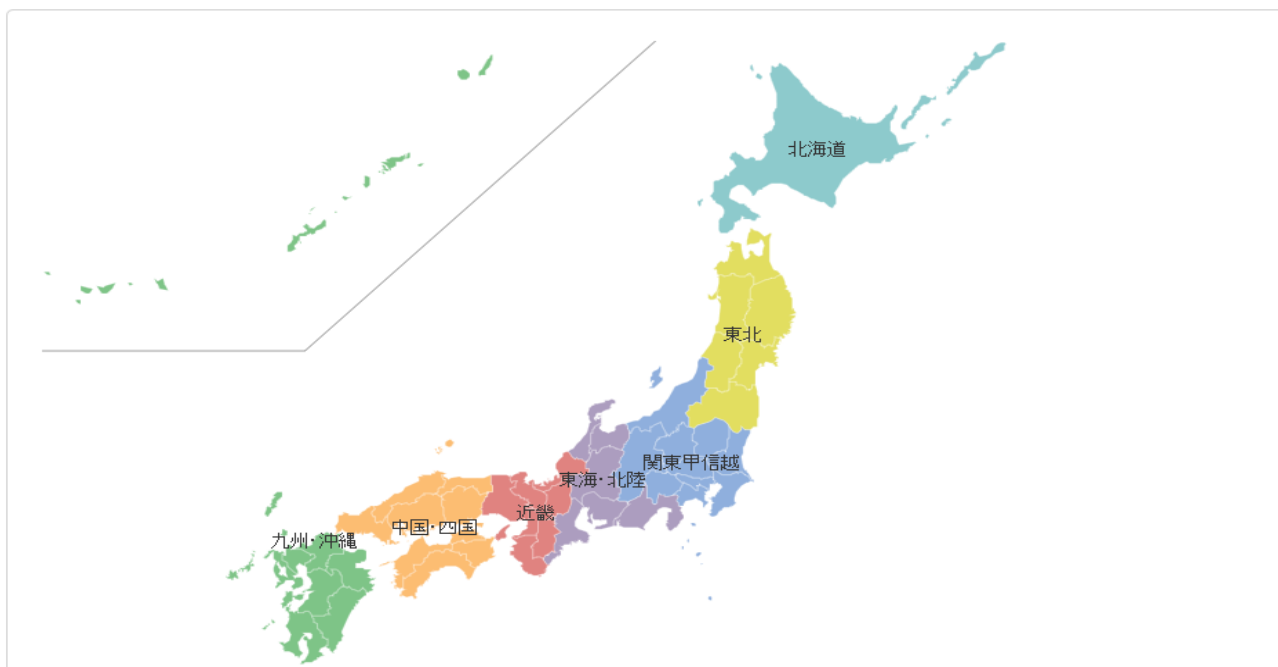 北海道
東北
関東甲信越
東海・北陸
近畿
中国・四国
九州・沖縄